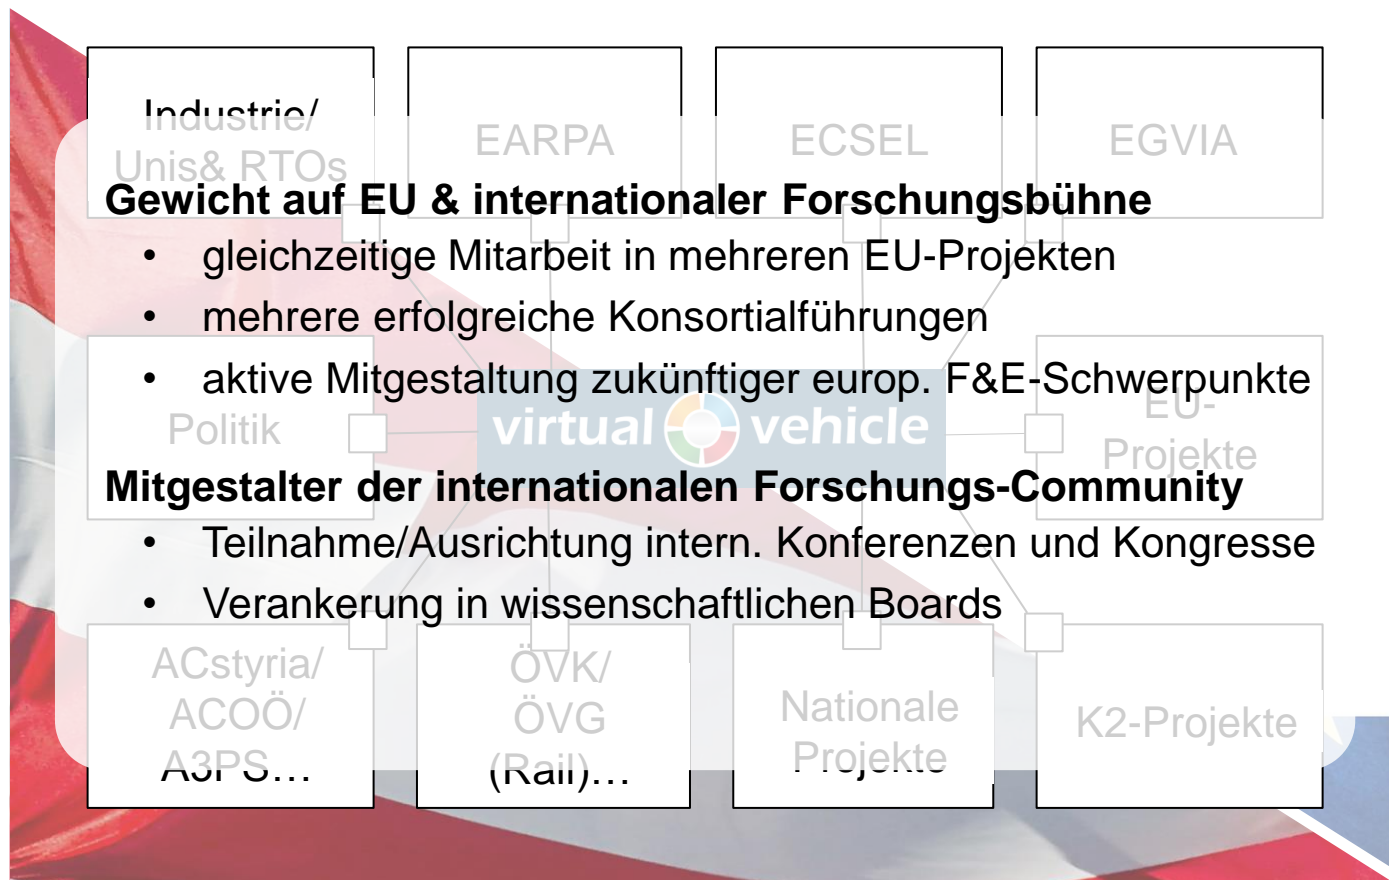 Industrie/
Unis& RTOs
EARPA
ECSEL
EGVIA
Gewicht auf EU & internationaler Forschungsbühne
• gleichzeitige Mitarbeit in mehreren EU-Projekten
• mehrere erfolgreiche Konsortialführungen
• aktive Mitgestaltung zukünftiger europ. F&E-Schwerpunkte
Politik
virtual vehicle
EU-
Projekte
Mitgestalter der internationalen Forschungs-Community
• Teilnahme/Ausrichtung intern. Konferenzen und Kongresse
• Verankerung in wissenschaftlichen Boards
ACstyria/
ACOÖ/
A3PS…
ÖVK/
ÖVG
(Rail)…
Nationale
Projekte
K2-Projekte